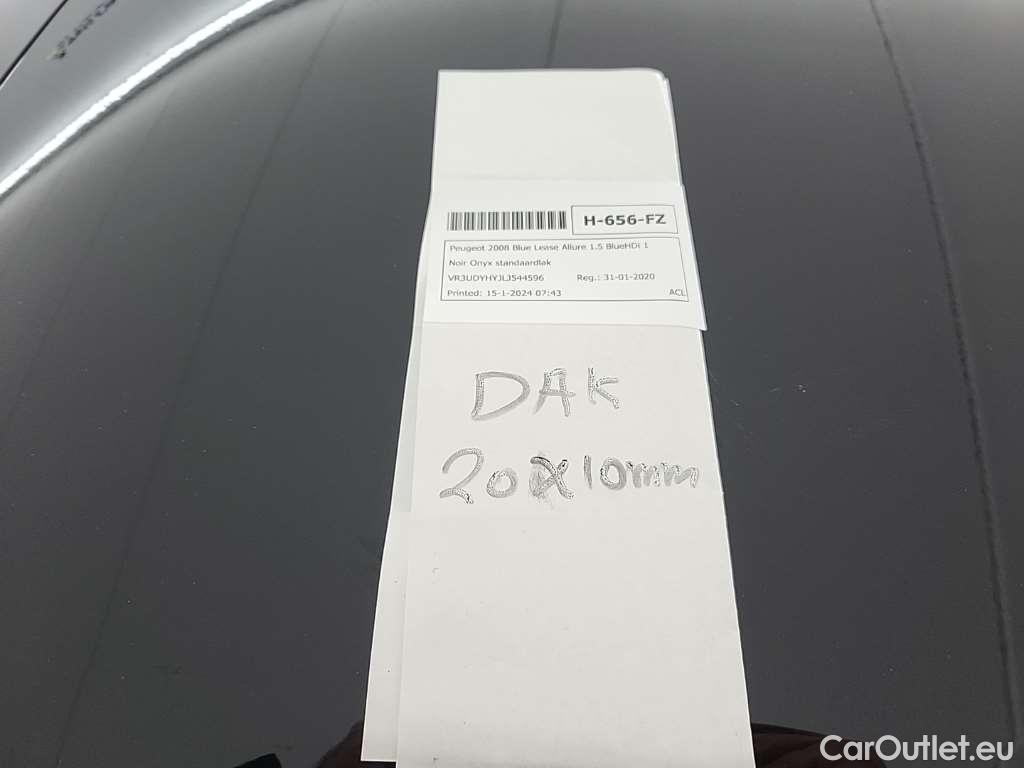 H-656-FZ
Peugeot 2008 Blue Lease Allure 1.5 BlueHDi 1
Noir Onyx standaardlak
VR3UDYHYJLJ544596 Reg.: 31-01-2020
Printed: 15-1-2024 07:43 ACL
DAK
20x10mm
CarOutlet.eu